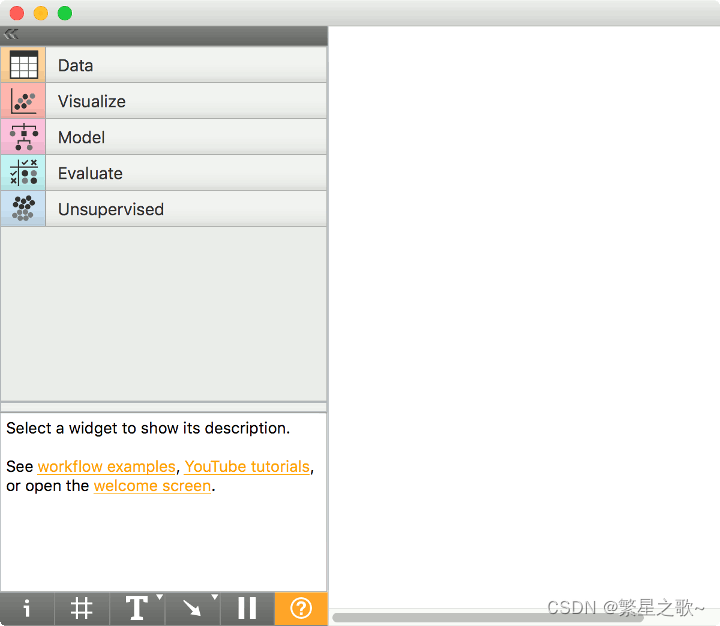 Data
Visualize
Model
Evaluate
Unsupervised
Select a widget to show its description.
See workflow examples, YouTube tutorials,
or open the welcome screen.
CSDN @繁星之歌~